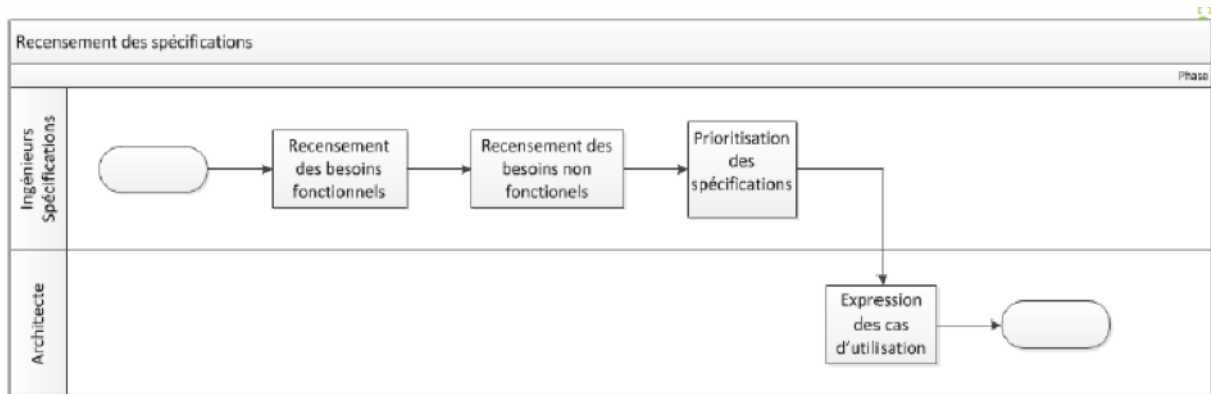 Recensement des spécifications
Phase
Ingénieurs
Spécifications
Recensement
des besoins
fonctionnels
Recensement des
besoins non
fonctionels
Prioritisation
des
spécifications
Architecte
Expression
des cas
d'utilisation